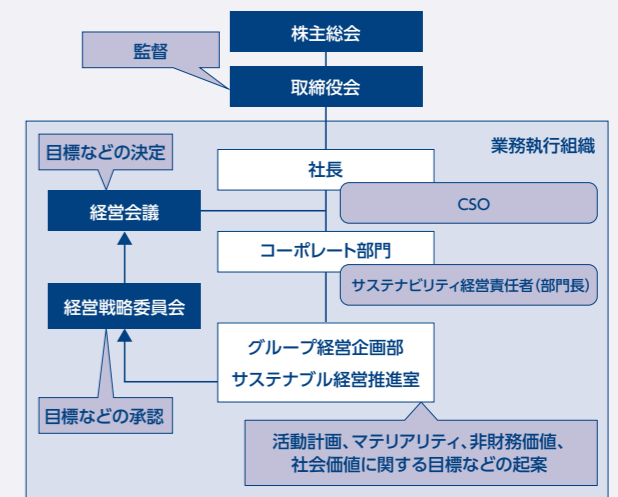 株主総会
監督
取締役会
業務執行組織
目標などの決定
社長
経営会議
CSO
コーポレート部門
サステナビリティ経営責任者(部門長)
経営戦略委員会
グループ経営企画部
サステナブル経営推進室
目標などの承認
活動計画、マテリアリティ、非財務価値、
社会価値に関する目標などの起案